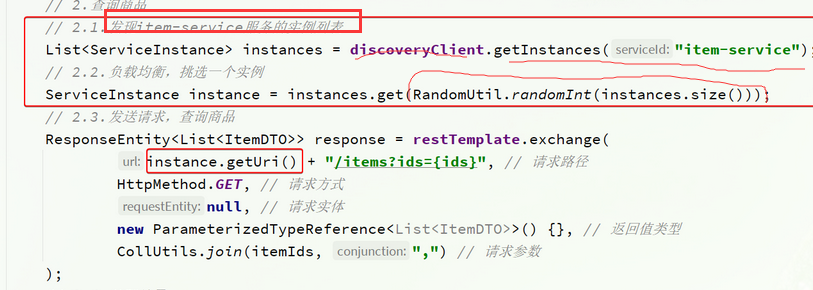 // 2.查询商品
// 2.1.发现item-service服务的实例列表
List<ServiceInstance> instances = discoveryClient.getInstances( serviceId: "item-service");
// 2.2.负载均衡，挑选一个实例
ServiceInstance instance = instances.get(RandomUtil.randomInt(instances.size()));
// 2.3.发送请求，查询商品
ResponseEntity<List<ItemDTO>> response = restTemplate.exchange(
url: instance.getUri() + "/items?ids={ids}", // 请求路径
HttpMethod.GET, // 请求方式
requestEntity: null, // 请求实体
new ParameterizedTypeReference<List<ItemDTO>>() {}, // 返回值类型
CollUtils.join(itemIds, conjunction: ",") // 请求参数
);